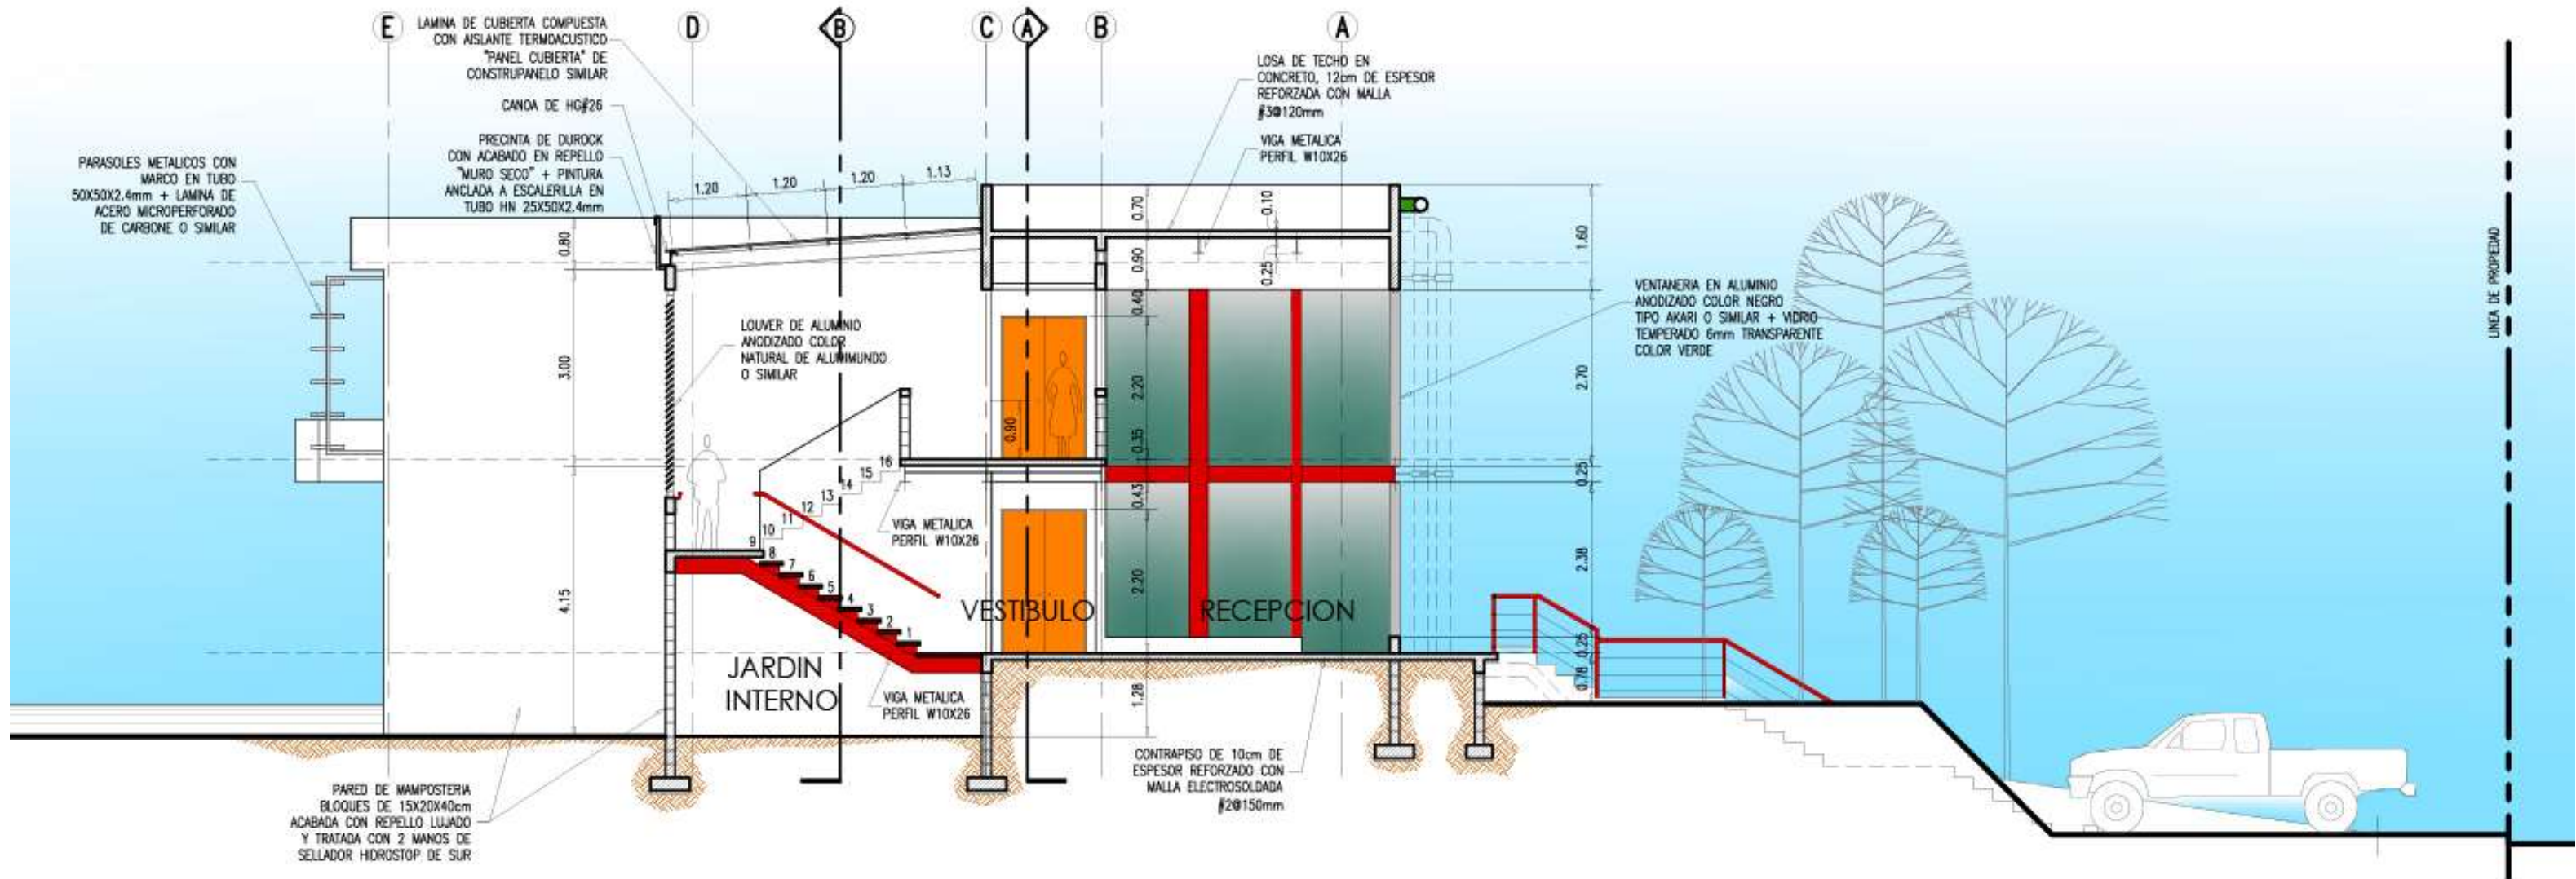 E
D
B
C
A
B
A
LAMINA DE CUBIERTA COMPUESTA
CON AISLANTE TERMOACUSTICO
"PANEL CUBIERTA" DE
CONSTRUPANELO SIMILAR
CANOA DE HG#26
PRECINTA DE DUROCK
CON ACABADO EN REPELLO
"MURO SECO" + PINTURA
ANCLADA A ESCALERILLA EN
TUBO HN 25X50X2.4mm
PARASOLES METALICOS CON
MARCO EN TUBO
50X50X2.4mm + LAMINA DE
ACERO MICROPERFORADO
DE CARBONE O SIMILAR
LOSA DE TECHO EN
CONCRETO, 12cm DE ESPESOR
REFORZADA CON MALLA
#3@120mm
VIGA METALICA
PERFIL W10X26
1.20
1.20
1.20
1.13
0.80
3.00
4.15
0.70
0.10
0.90
0.25
0.40
2.20
0.90
0.35
0.43
2.20
1.28
1.60
2.70
0.25
2.38
0.25
0.78
LOUVER DE ALUMINIO
ANODIZADO COLOR
NATURAL DE ALUMIMUNDO
O SIMILAR
VENTANERIA EN ALUMINIO
ANODIZADO COLOR NEGRO
TIPO AKARI O SIMILAR + VIDRIO
TEMPERADO 6mm TRANSPARENTE
COLOR VERDE
LINEA DE PROPIEDAD
16
15
14
13
12
11
10
9
8
7
6
5
4
3
2
1
VIGA METALICA
PERFIL W10X26
VESTIBULO
RECEPCION
JARDIN
INTERNO
VIGA METALICA
PERFIL W10X26
CONTRAPISO DE 10cm DE
ESPESOR REFORZADO CON
MALLA ELECTROSOLDADA
#2@150mm
PARED DE MAMPOSTERIA
BLOQUES DE 15X20X40cm
ACABADA CON REPELLO LUJADO
Y TRATADA CON 2 MANOS DE
SELLADOR HIDROSTOP DE SUR